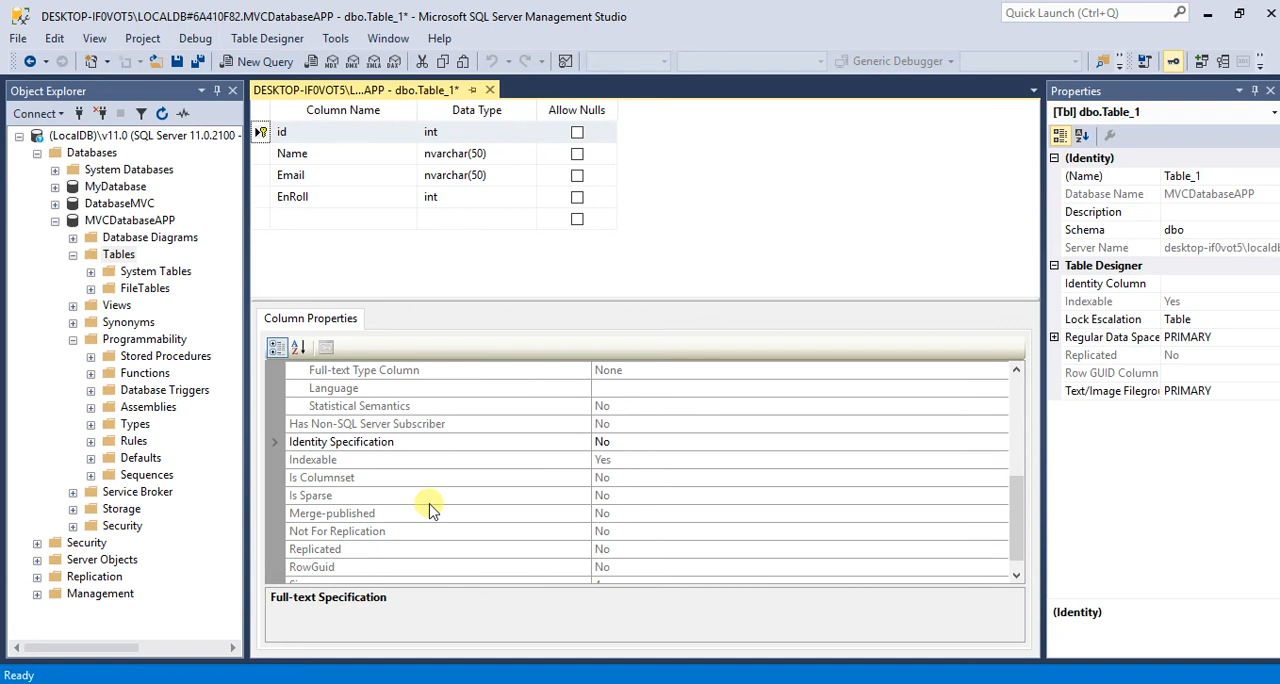 DESKTOP-IF0VOT5\LOCALDB#6A410F82.MVCDatabaseAPP - dbo.Table_1* - Microsoft SQL Server Management Studio
Quick Launch (Ctrl+Q)
File Edit View Project Debug Table Designer Tools Window Help
New Query
MDX DMX XMLA DAX
Generic Debugger
Object Explorer
Connect
(LocalDB)\v11.0 (SQL Server 11.0.2100 -
Databases
System Databases
MyDatabase
DatabaseMVC
MVCDatabaseAPP
Database Diagrams
Tables
System Tables
FileTables
Views
Synonyms
Programmability
Stored Procedures
Functions
Database Triggers
Assemblies
Types
Rules
Defaults
Sequences
Service Broker
Storage
Security
Security
Server Objects
Replication
Management
DESKTOP-IF0VOT5\L...APP - dbo.Table_1*
Column Name Data Type Allow Nulls
id int
Name nvarchar(50)
Email nvarchar(50)
EnRoll int
Column Properties
Full-text Type Column None
Language
Statistical Semantics No
Has Non-SQL Server Subscriber No
Identity Specification No
Indexable Yes
Is Columnset No
Is Sparse No
Merge-published No
Not For Replication No
Replicated No
RowGuid No
Full-text Specification
Properties
[Tbl] dbo.Table_1
(Identity)
(Name) Table_1
Database Name MVCDatabaseAPP
Description
Schema dbo
Server Name desktop-if0vot5\localdb
Table Designer
Identity Column
Indexable Yes
Lock Escalation Table
Regular Data Space PRIMARY
Replicated No
Row GUID Column
Text/Image Filegro PRIMARY
(Identity)
Ready